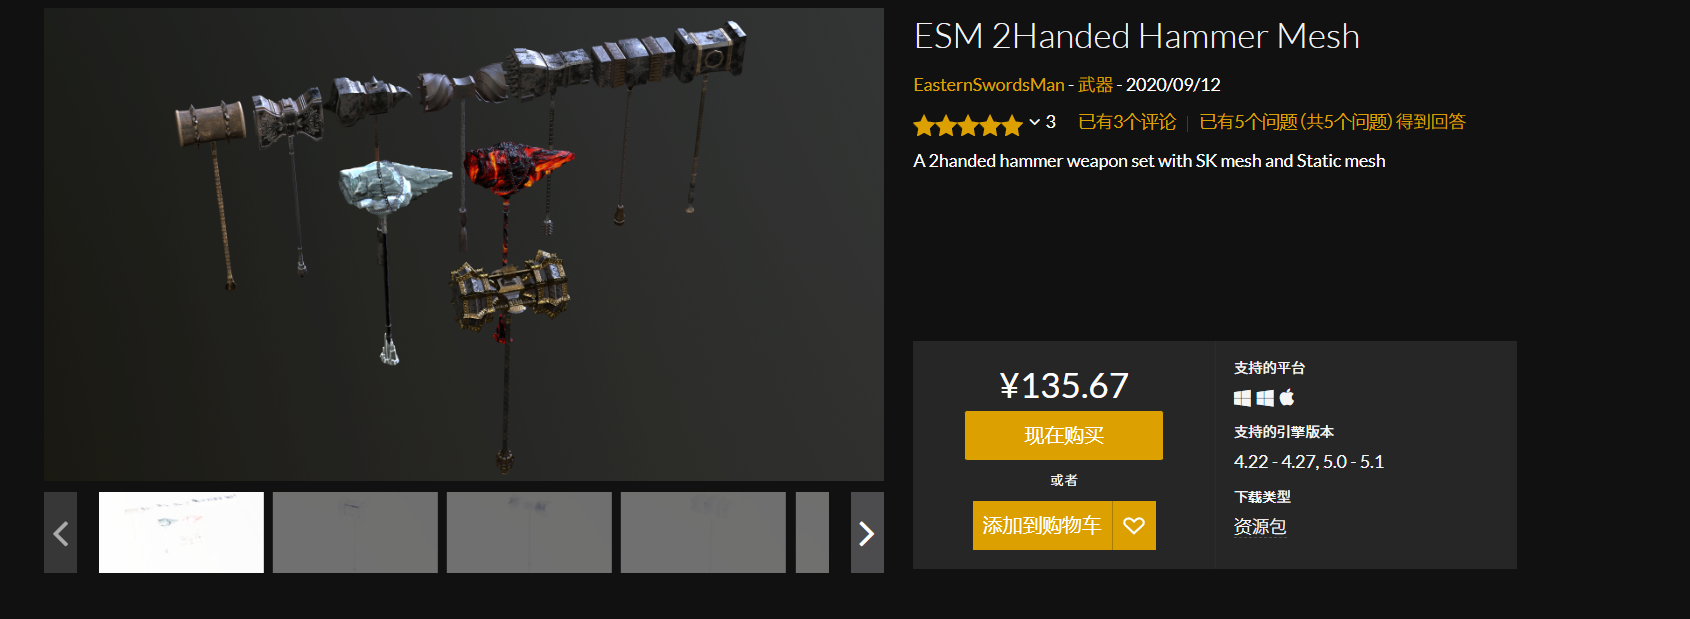 ESM 2Handed Hammer Mesh
EasternSwordsMan - 武器 - 2020/09/12
3 已有3个评论 | 已有5个问题 (共5个问题) 得到回答
A 2handed hammer weapon set with SK mesh and Static mesh
¥135.67
现在购买
或者
添加到购物车
支持的平台
支持的引擎版本
4.22 - 4.27, 5.0 - 5.1
下载类型
资源包